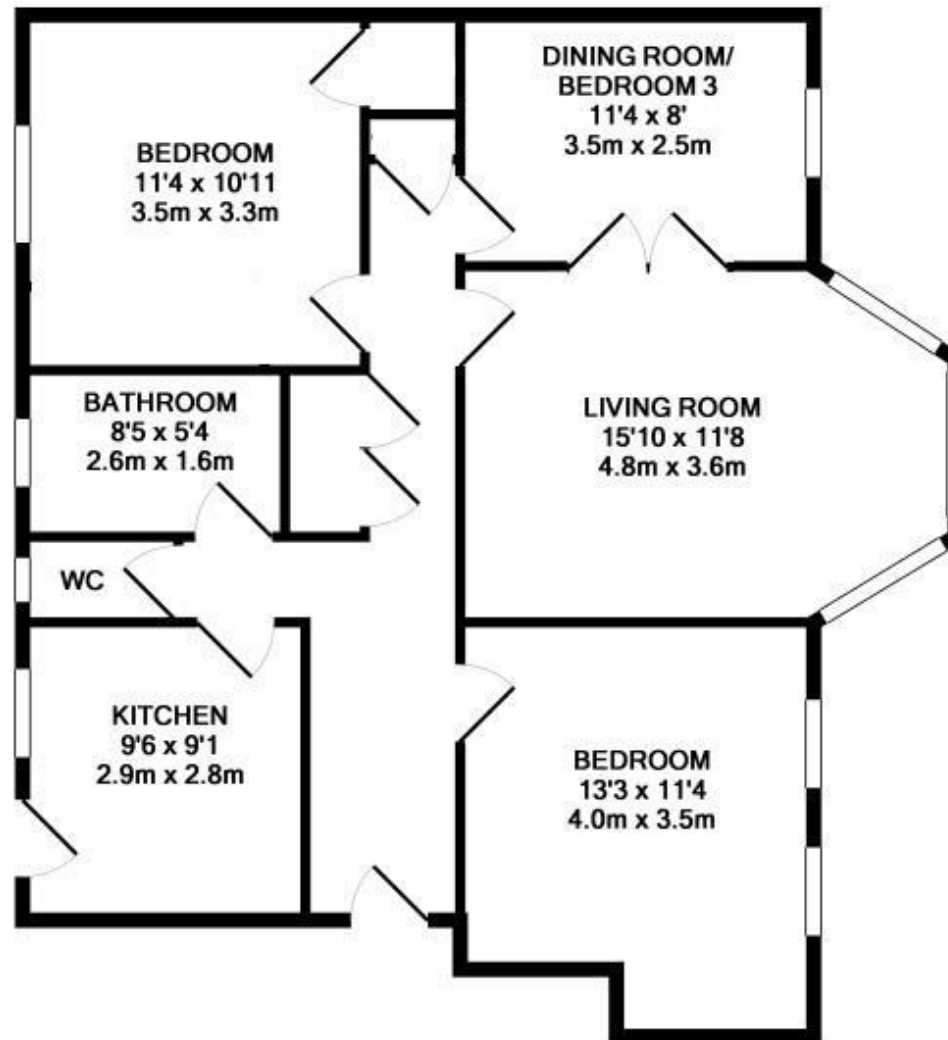 DINING ROOM/
BEDROOM 3
11'4 x 8'
3.5m x 2.5m
BEDROOM
11'4 x 10'11
3.5m x 3.3m
BATHROOM
8'5 x 5'4
2.6m x 1.6m
LIVING ROOM
15'10 x 11'8
4.8m x 3.6m
WC
KITCHEN
9'6 x 9'1
2.9m x 2.8m
BEDROOM
13'3 x 11'4
4.0m x 3.5m